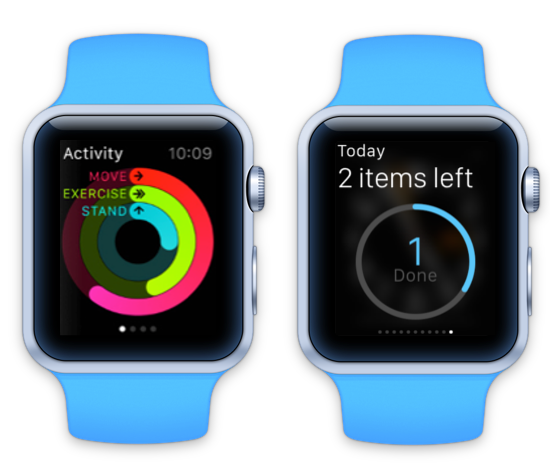 Activity 10:09
MOVE
EXERCISE
STAND
Today
2 items left
1
Done